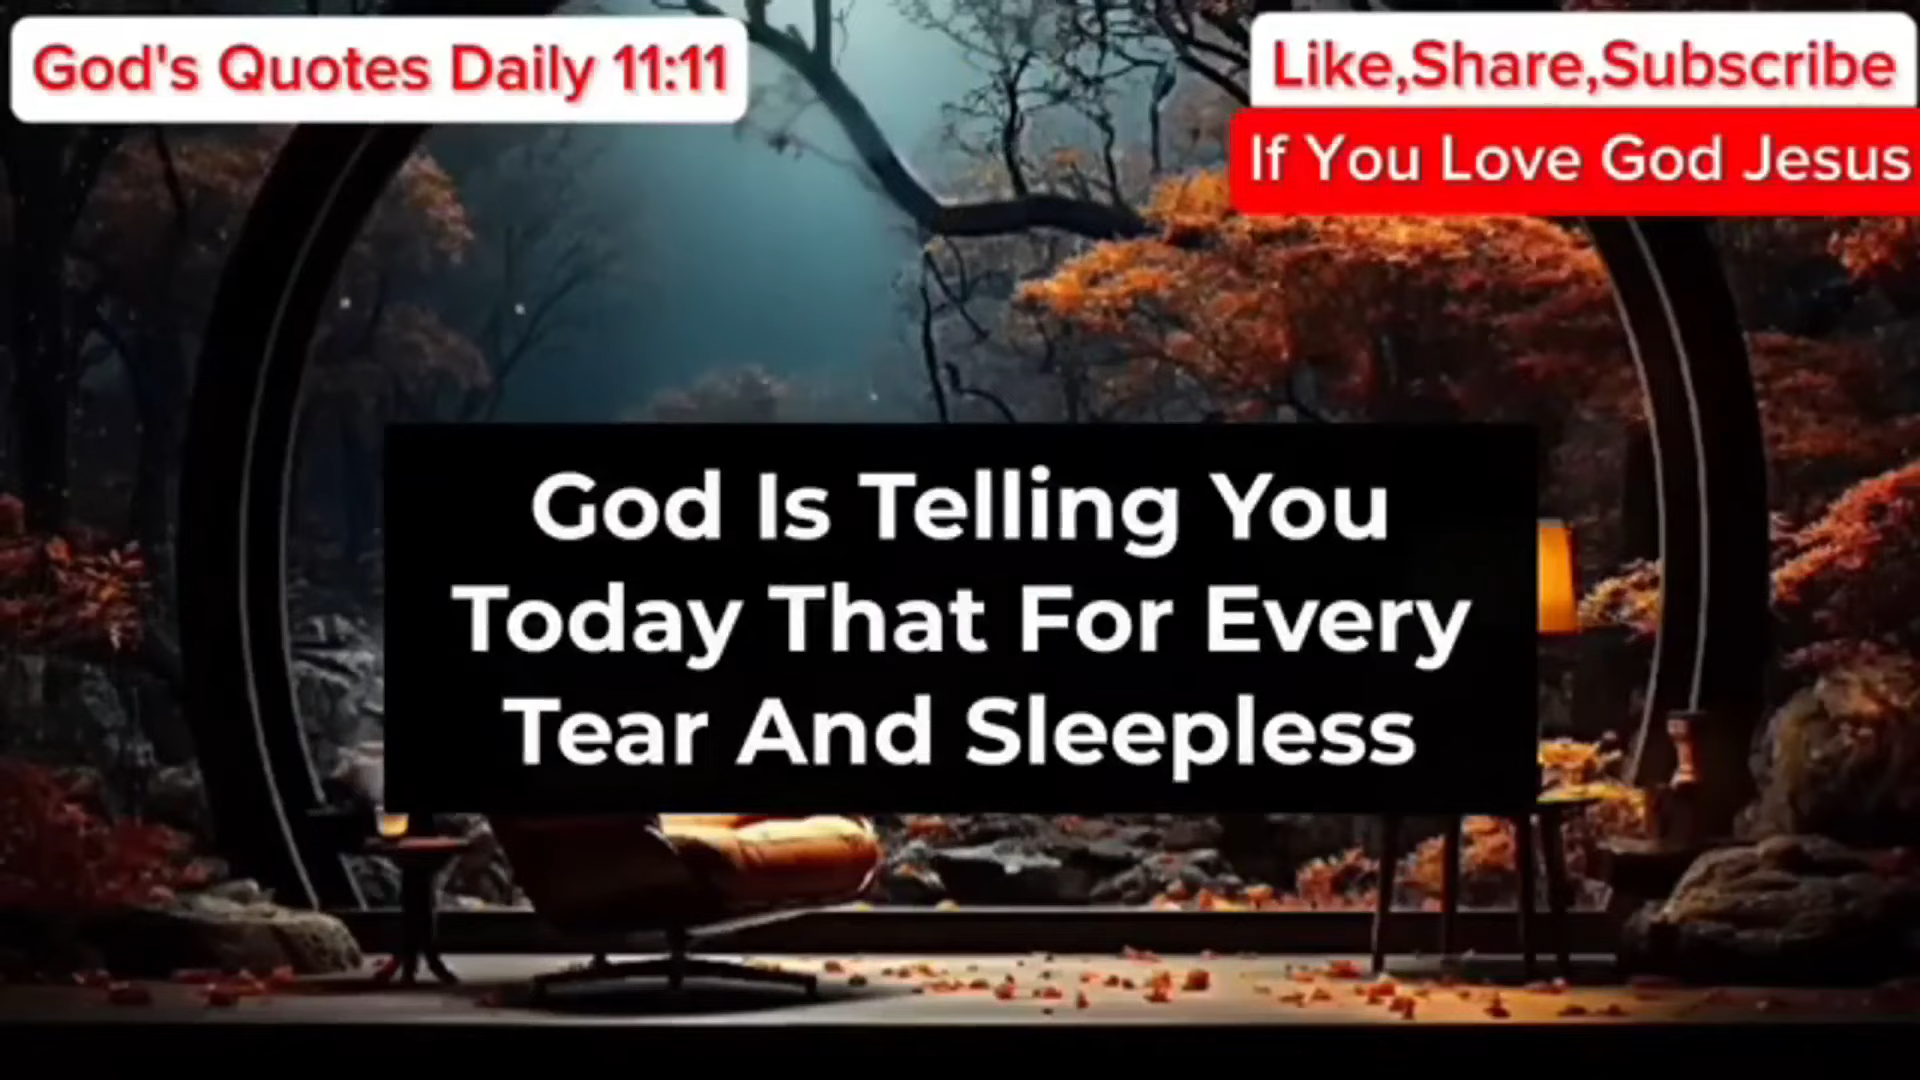 God's Quotes Daily 11:11
Like,Share,Subscribe
If You Love God Jesus
God Is Telling You
Today That For Every
Tear And Sleepless